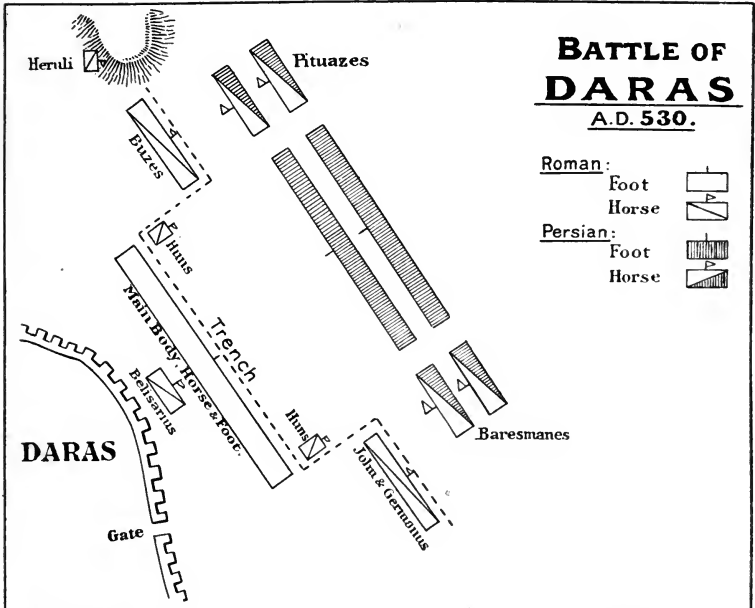 BATTLE OF
DARAS
A.D. 530.
Roman:
Foot
Horse
Persian:
Foot
Horse
Heruli
Pituazes
Buzes
Huns
Main Body, Horse & Foot.
Trench
Belisarius
Huns
DARAS
Baresmanes
John & Germanus
Gate